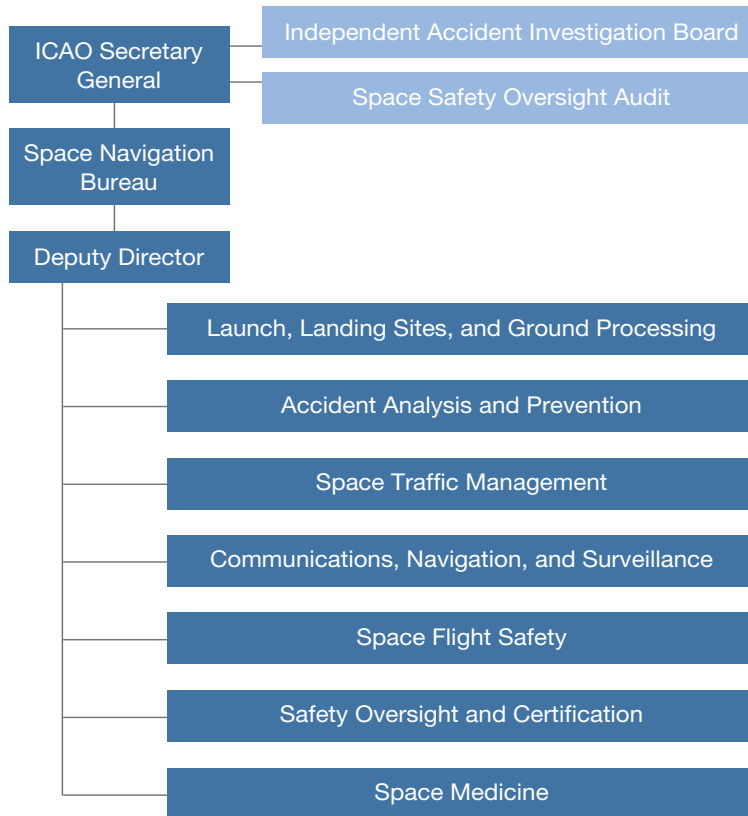 ICAO Secretary
General
Independent Accident Investigation Board
Space Safety Oversight Audit
Space Navigation
Bureau
Deputy Director
Launch, Landing Sites, and Ground Processing
Accident Analysis and Prevention
Space Traffic Management
Communications, Navigation, and Surveillance
Space Flight Safety
Safety Oversight and Certification
Space Medicine